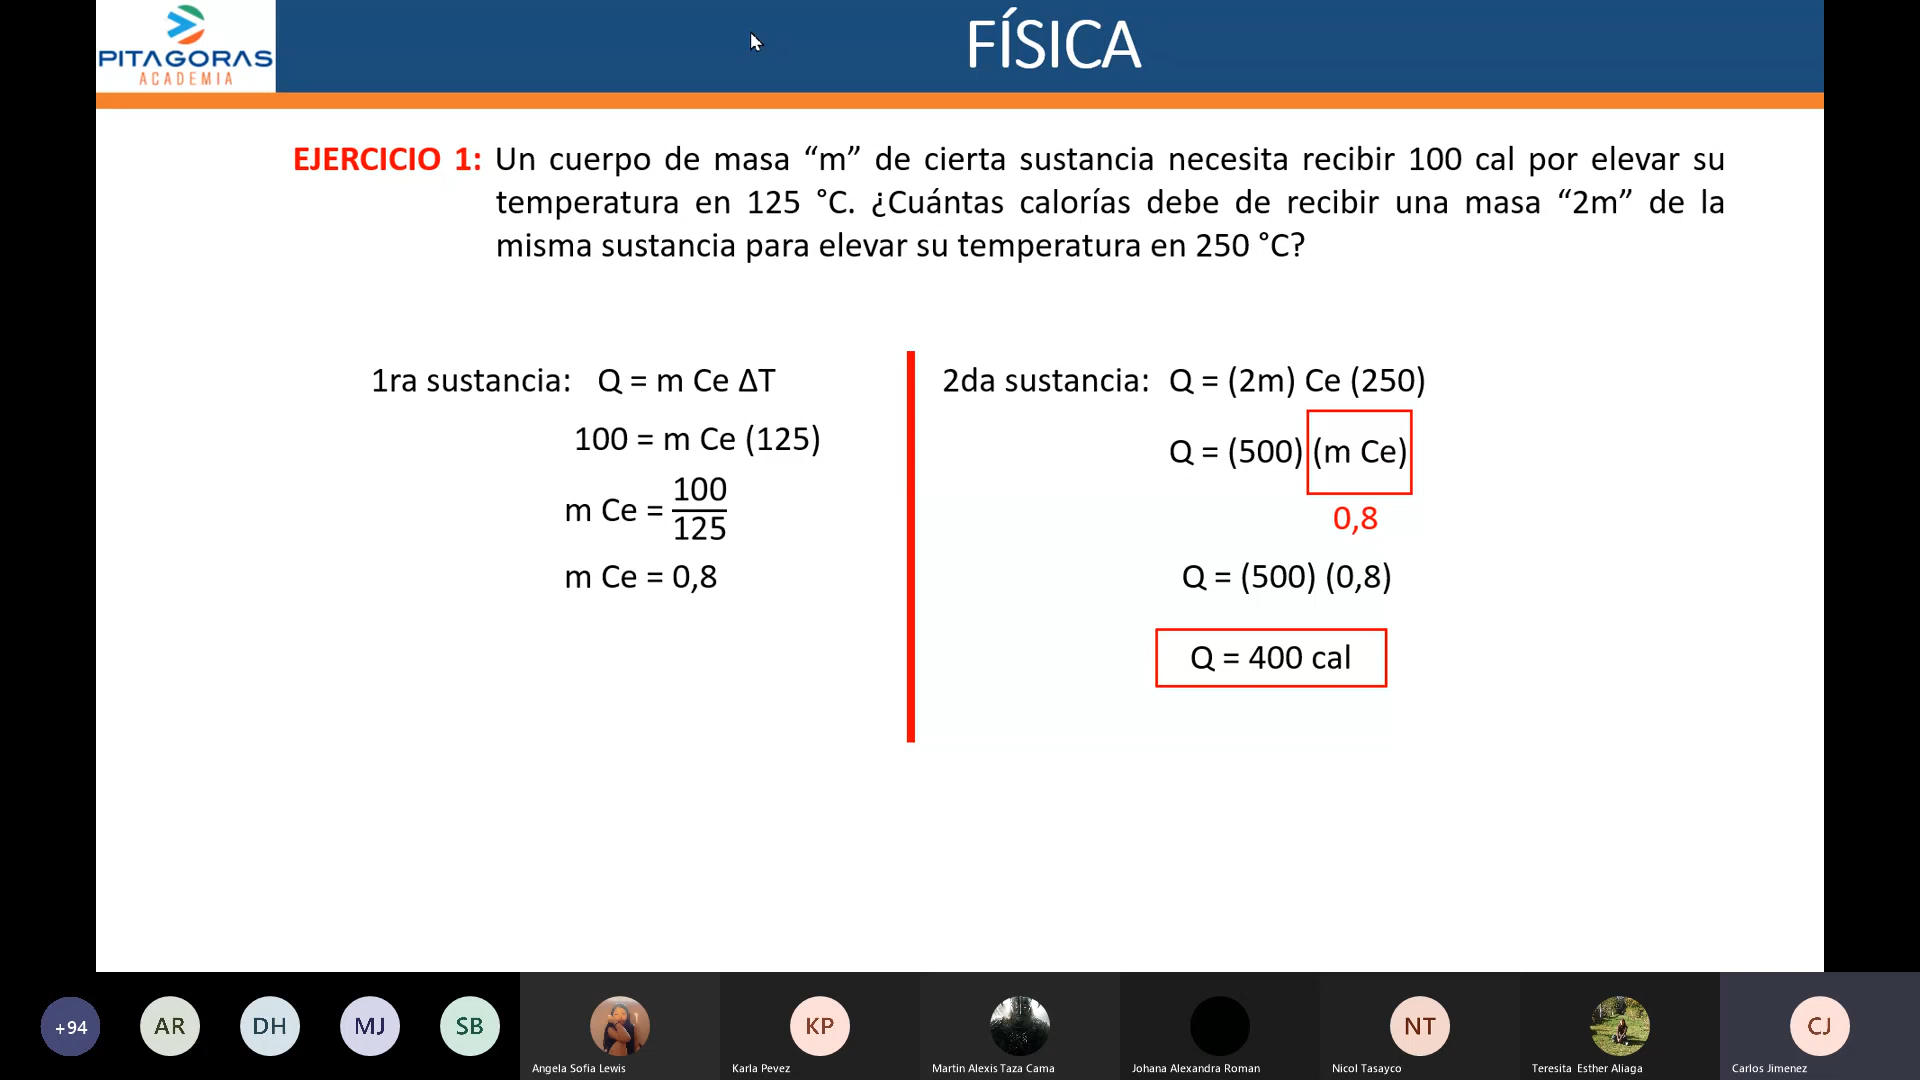 PITAGORAS
ACADEMIA
FÍSICA
EJERCICIO 1: Un cuerpo de masa “m” de cierta sustancia necesita recibir 100 cal por elevar su
temperatura en 125 °C. ¿Cuántas calorías debe de recibir una masa “2m” de la
misma sustancia para elevar su temperatura en 250 °C?
1ra sustancia: Q = m Ce ΔT
100 = m Ce (125)
m Ce = 100/125
m Ce = 0,8
2da sustancia: Q = (2m) Ce (250)
Q = (500) (m Ce)
0,8
Q = (500) (0,8)
Q = 400 cal
+94
AR
DH
MJ
SB
Angela Sofia Lewis
KP
Karla Pevez
Martin Alexis Taza Cama
Johana Alexandra Roman
NT
Nicol Tasayco
Teresita Esther Aliaga
CJ
Carlos Jimenez